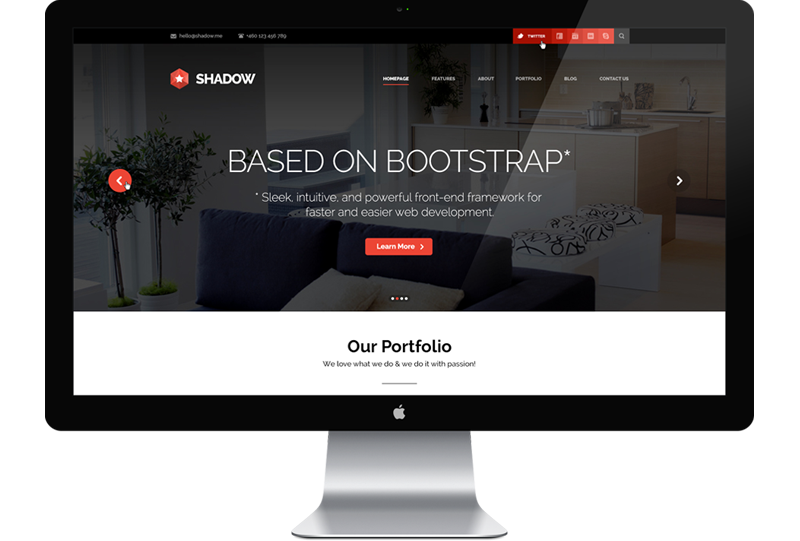 hello@shadow.me
+460 123 456 789
TWITTER
SHADOW
HOMEPAGE
FEATURES
ABOUT
PORTFOLIO
BLOG
CONTACT US
BASED ON BOOTSTRAP*
* Sleek, intuitive, and powerful front-end framework for
faster and easier web development.
Learn More
Our Portfolio
We love what we do & we do it with passion!